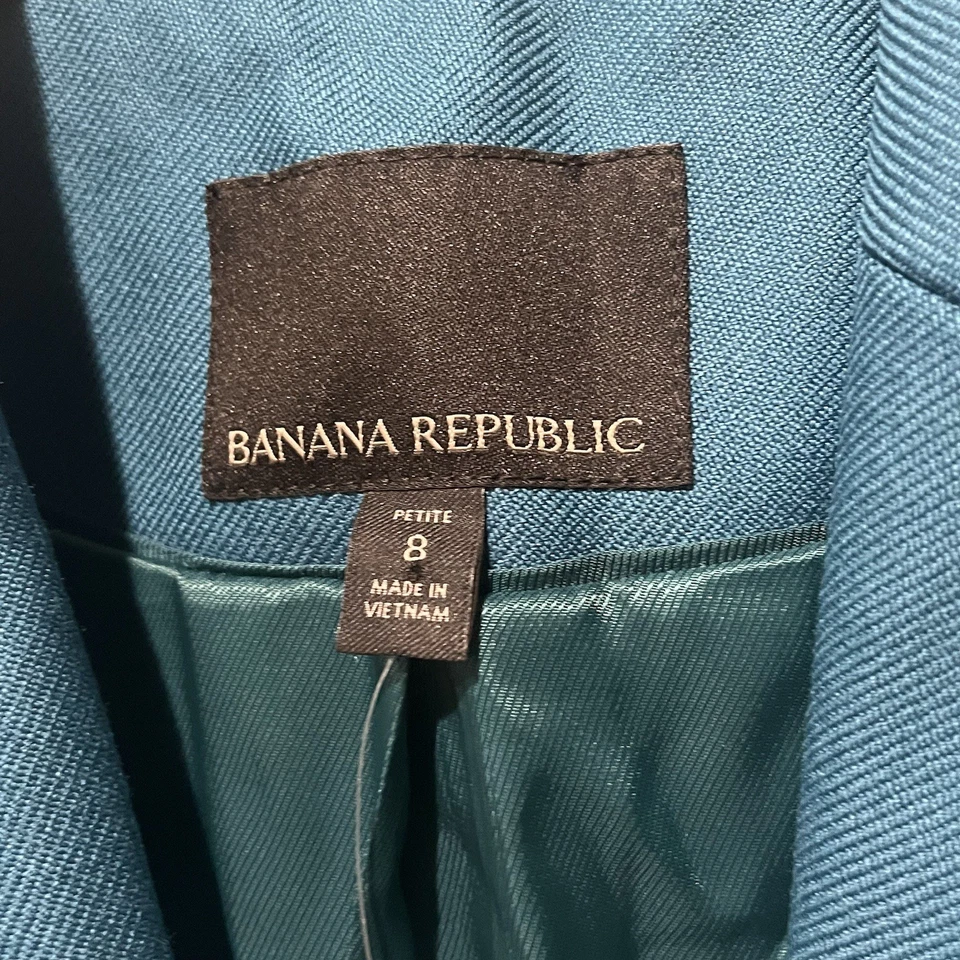 BANANA REPUBLIC
PETITE
8
MADE IN
VIETNAM